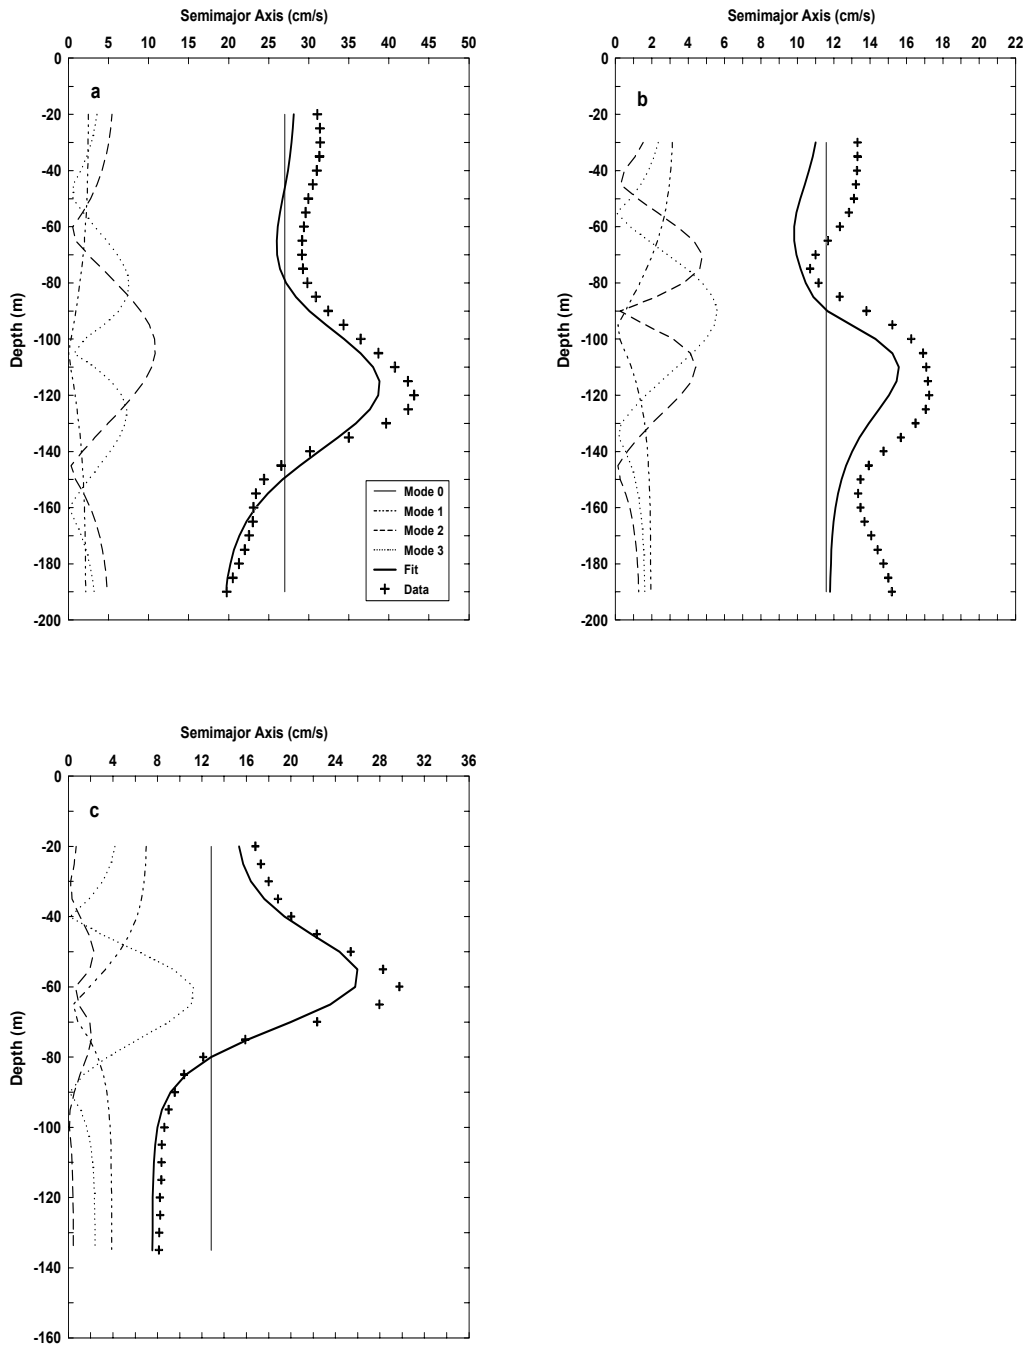 Semimajor Axis (cm/s)
0 5 10 15 20 25 30 35 40 45 50
0
-20
-40
-60
-80
-100
-120
-140
-160
-180
-200
Depth (m)
a
Mode 0
Mode 1
Mode 2
Mode 3
Fit
Data
Semimajor Axis (cm/s)
0 2 4 6 8 10 12 14 16 18 20 22
0
-20
-40
-60
-80
-100
-120
-140
-160
-180
-200
Depth (m)
b
Semimajor Axis (cm/s)
0 4 8 12 16 20 24 28 32 36
0
-20
-40
-60
-80
-100
-120
-140
-160
Depth (m)
c